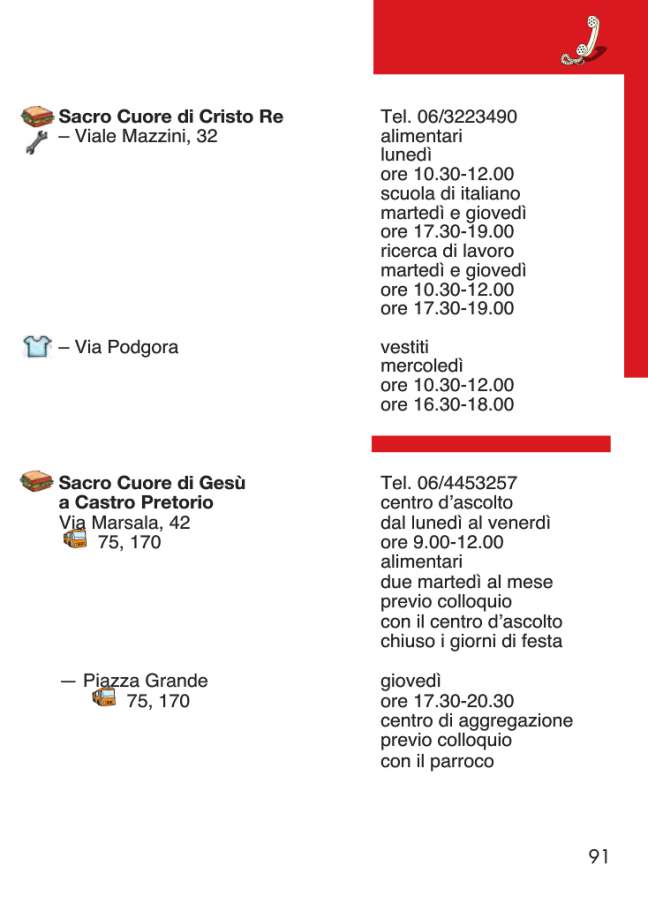 Sacro Cuore di Cristo Re
– Viale Mazzini, 32
Tel. 06/3223490
alimentari
lunedì
ore 10.30-12.00
scuola di italiano
martedì e giovedì
ore 17.30-19.00
ricerca di lavoro
martedì e giovedì
ore 10.30-12.00
ore 17.30-19.00
– Via Podgora
vestiti
mercoledì
ore 10.30-12.00
ore 16.30-18.00
Sacro Cuore di Gesù
a Castro Pretorio
Via Marsala, 42
75, 170
Tel. 06/4453257
centro d’ascolto
dal lunedì al venerdì
ore 9.00-12.00
alimentari
due martedì al mese
previo colloquio
con il centro d’ascolto
chiuso i giorni di festa
— Piazza Grande
75, 170
giovedì
ore 17.30-20.30
centro di aggregazione
previo colloquio
con il parroco
91